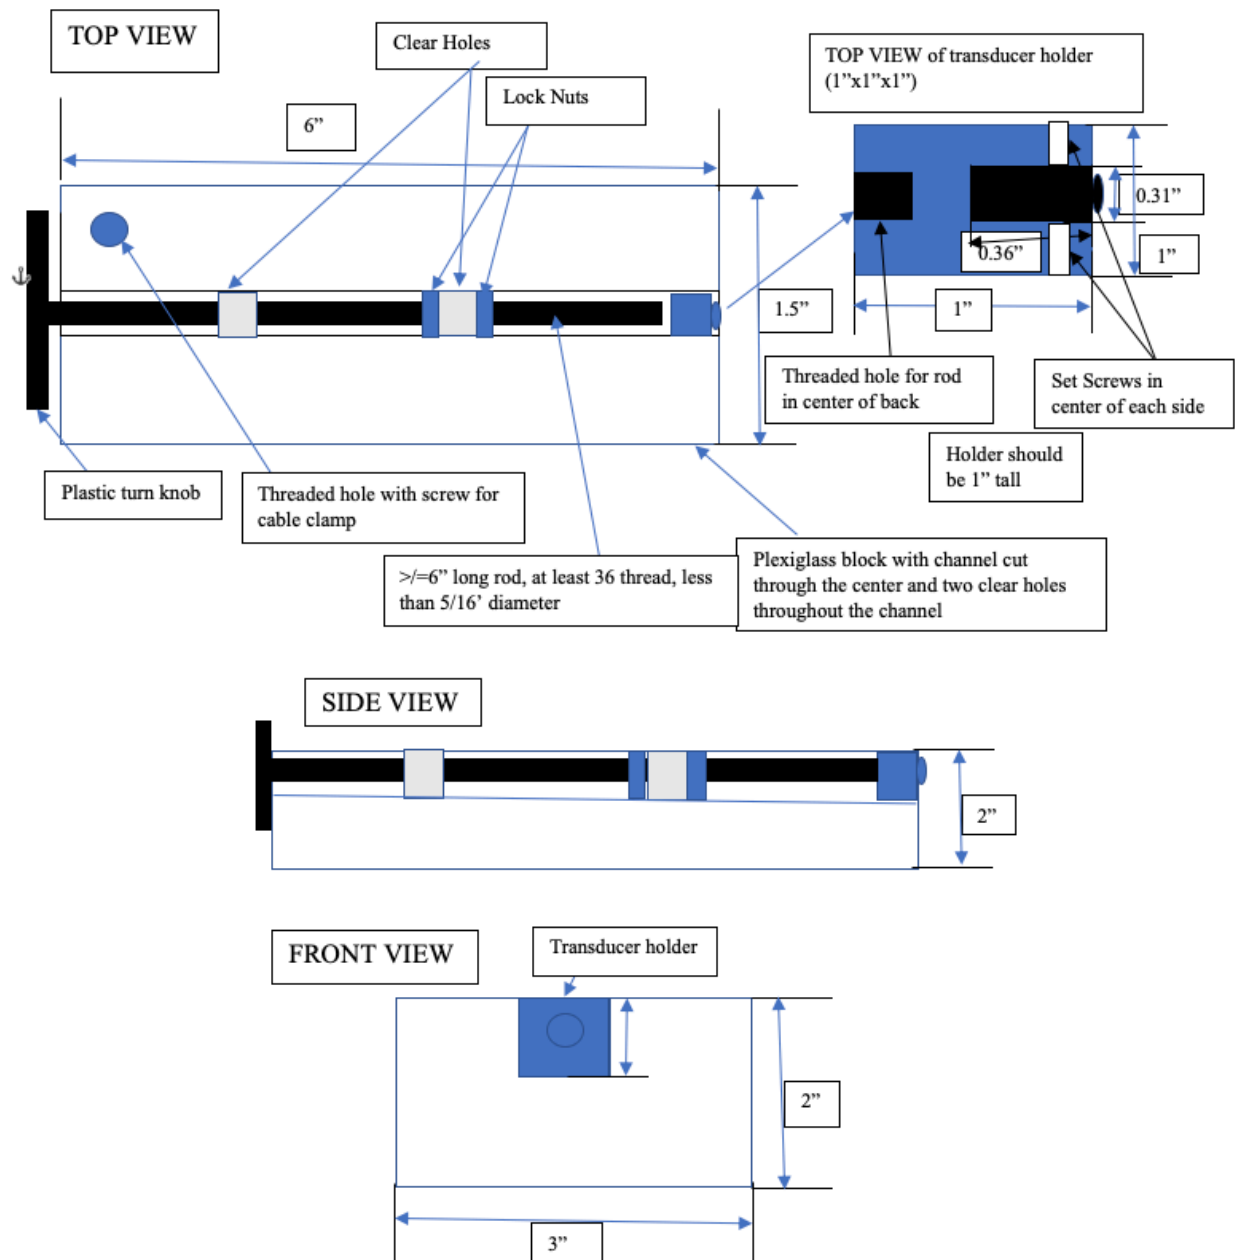 TOP VIEW
Clear Holes
Lock Nuts
6”
TOP VIEW of transducer holder
(1”x1”x1”)
0.31”
0.36”
1”
1”
1.5”
Threaded hole for rod
in center of back
Set Screws in
center of each side
Holder should
be 1” tall
Plastic turn knob
Threaded hole with screw for
cable clamp
>/=6” long rod, at least 36 thread, less
than 5/16’ diameter
Plexiglass block with channel cut
through the center and two clear holes
throughout the channel
SIDE VIEW
2”
FRONT VIEW
Transducer holder
2”
3”